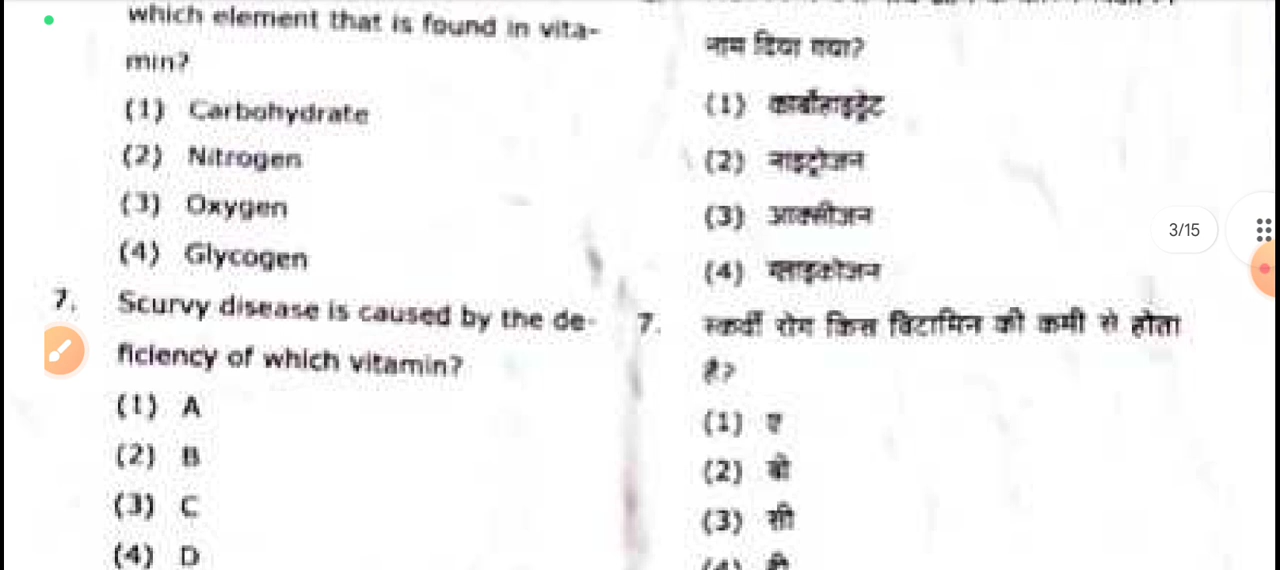 which element that is found in vita-
min?
(1) Carbohydrate
(2) Nitrogen
(3) Oxygen
(4) Glycogen
7. Scurvy disease is caused by the de-
ficiency of which vitamin?
(1) A
(2) B
(3) C
(4) D
नाम दिया गया?
(1) कार्बोहाइड्रेट
(2) नाइट्रोजन
(3) आक्सीजन
(4) ग्लाइकोजन
7. स्कर्वी रोग किस विटामिन की कमी से होता
है?
(1) ए
(2) बी
(3) सी
(4) डी
3/15